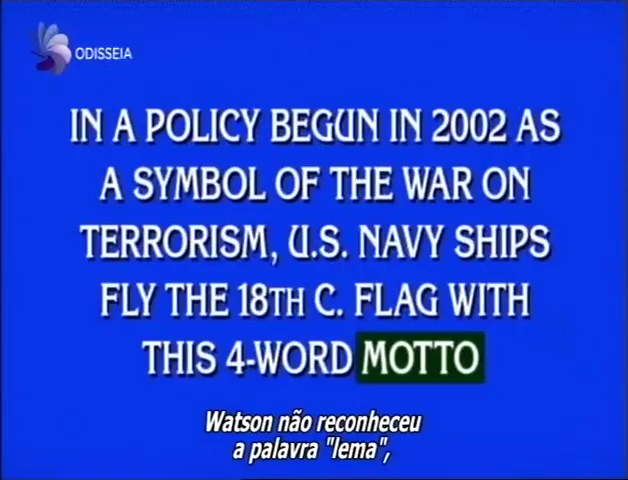 ODISSEIA
IN A POLICY BEGUN IN 2002 AS
A SYMBOL OF THE WAR ON
TERRORISM, U.S. NAVY SHIPS
FLY THE 18TH C. FLAG WITH
THIS 4-WORD MOTTO
Watson não reconheceu
a palavra "lema",